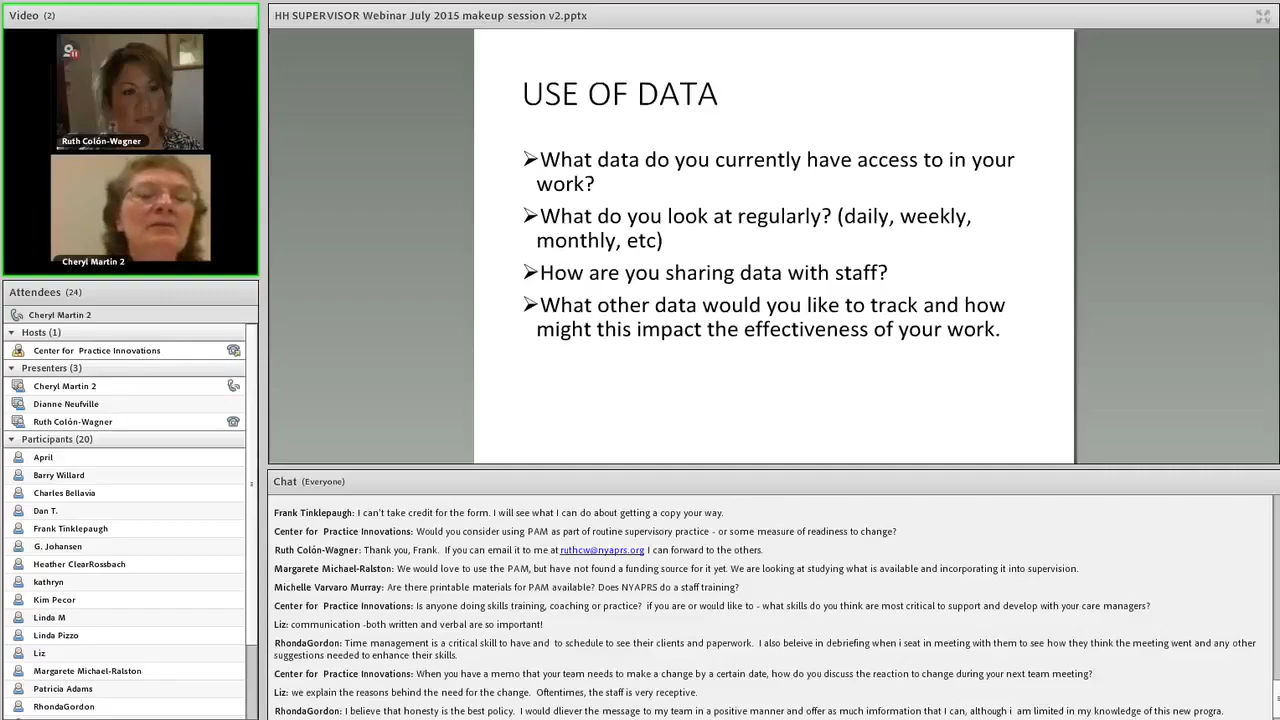 Video (2)
Ruth Colón-Wagner
Cheryl Martin 2
Attendees (24)
Cheryl Martin 2
Hosts (1)
Center for Practice Innovations
Presenters (3)
Cheryl Martin 2
Dianne Neufville
Ruth Colón-Wagner
Participants (20)
April
Barry Willard
Charles Bellavia
Dan T.
Frank Tinklepaugh
G. Johansen
Heather ClearRossbach
kathryn
Kim Pecor
Linda M
Linda Pizzo
Liz
Margarete Michael-Ralston
Patricia Adams
RhondaGordon
HH SUPERVISOR Webinar July 2015 makeup session v2.pptx
USE OF DATA
➢What data do you currently have access to in your
work?
➢What do you look at regularly? (daily, weekly,
monthly, etc)
➢How are you sharing data with staff?
➢What other data would you like to track and how
might this impact the effectiveness of your work.
Chat (Everyone)
Frank Tinklepaugh: I can't take credit for the form. I will see what I can do about getting a copy your way.
Center for Practice Innovations: Would you consider using PAM as part of routine supervisory practice - or some measure of readiness to change?
Ruth Colón-Wagner: Thank you, Frank. If you can email it to me at ruthcw@nyaprs.org I can forward to the others.
Margarete Michael-Ralston: We would love to use the PAM, but have not found a funding source for it yet. We are looking at studying what is available and incorporating it into supervision.
Michelle Varvaro Murray: Are there printable materials for PAM available? Does NYAPRS do a staff training?
Center for Practice Innovations: Is anyone doing skills training, coaching or practice? if you are or would like to - what skills do you think are most critical to support and develop with your care managers?
Liz: communication -both written and verbal are so important!
RhondaGordon: Time management is a critical skill to have and to schedule to see their clients and paperwork. I also beleive in debriefing when i seat in meeting with them to see how they think the meeting went and any other
suggestions needed to enhance their skills.
Center for Practice Innovations: When you have a memo that your team needs to make a change by a certain date, how do you discuss the reaction to change during your next team meeting?
Liz: we explain the reasons behind the need for the change. Oftentimes, the staff is very receptive.
RhondaGordon: I believe that honesty is the best policy. I would dliever the message to my team in a positive manner and offer as much imformation that I can, although i am limited in my knowledge of this new progra.